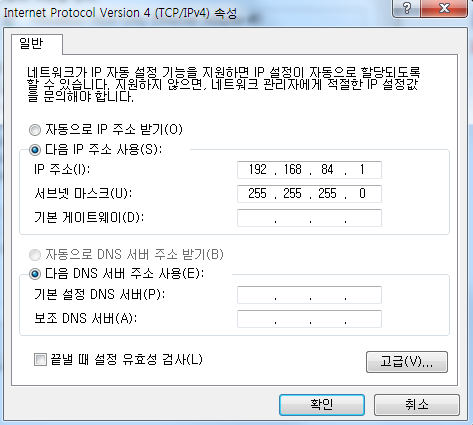 Internet Protocol Version 4 (TCP/IPv4) 속성
일반
네트워크가 IP 자동 설정 기능을 지원하면 IP 설정이 자동으로 할당되도록
할 수 있습니다. 지원하지 않으면, 네트워크 관리자에게 적절한 IP 설정값
을 문의해야 합니다.
자동으로 IP 주소 받기(O)
다음 IP 주소 사용(S):
IP 주소(I): 192 . 168 . 84 . 1
서브넷 마스크(U): 255 . 255 . 255 . 0
기본 게이트웨이(D): . . .
자동으로 DNS 서버 주소 받기(B)
다음 DNS 서버 주소 사용(E):
기본 설정 DNS 서버(P): . . .
보조 DNS 서버(A): . . .
끝낼 때 설정 유효성 검사(L)
고급(V)...
확인 취소